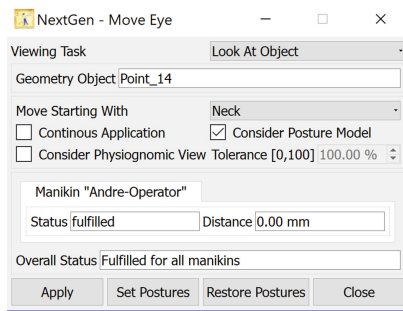 NextGen - Move Eye
Viewing Task Look At Object
Geometry Object Point_14
Move Starting With Neck
Continous Application Consider Posture Model
Consider Physiognomic View Tolerance [0,100] 100.00 %
Manikin "Andre-Operator"
Status fulfilled Distance 0.00 mm
Overall Status Fulfilled for all manikins
Apply Set Postures Restore Postures Close